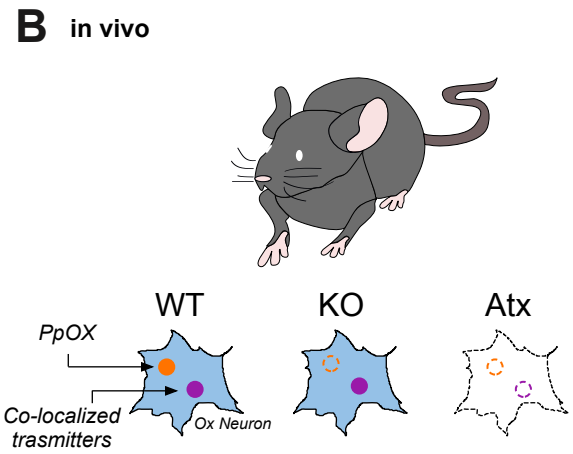 B in vivo
WT KO Atx
PpOX
Co-localized
trasmitters
Ox Neuron